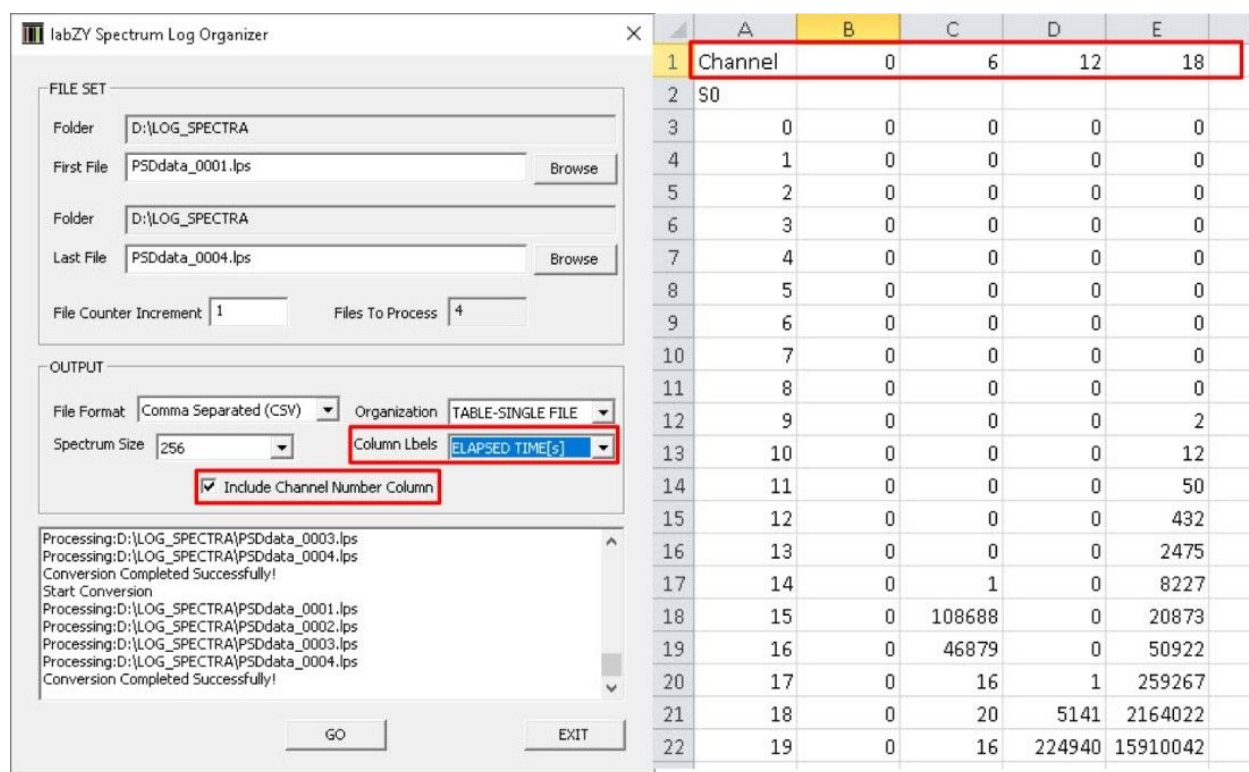 labZY Spectrum Log Organizer
FILE SET
Folder D:\LOG_SPECTRA
First File PSDdata_0001.lps Browse
Folder D:\LOG_SPECTRA
Last File PSDdata_0004.lps Browse
File Counter Increment 1 Files To Process 4
OUTPUT
File Format Comma Separated (CSV) Organization TABLE-SINGLE FILE
Spectrum Size 256 Column Lbels ELAPSED TIME[s]
Include Channel Number Column
Processing:D:\LOG_SPECTRA\PSDdata_0003.lps
Processing:D:\LOG_SPECTRA\PSDdata_0004.lps
Conversion Completed Successfully!
Start Conversion
Processing:D:\LOG_SPECTRA\PSDdata_0001.lps
Processing:D:\LOG_SPECTRA\PSDdata_0002.lps
Processing:D:\LOG_SPECTRA\PSDdata_0003.lps
Processing:D:\LOG_SPECTRA\PSDdata_0004.lps
Conversion Completed Successfully!
GO EXIT
A B C D E
1 Channel 0 6 12 18
2 S0
3 0 0 0 0 0
4 1 0 0 0 0
5 2 0 0 0 0
6 3 0 0 0 0
7 4 0 0 0 0
8 5 0 0 0 0
9 6 0 0 0 0
10 7 0 0 0 0
11 8 0 0 0 0
12 9 0 0 0 2
13 10 0 0 0 12
14 11 0 0 0 50
15 12 0 0 0 432
16 13 0 0 0 2475
17 14 0 1 0 8227
18 15 0 108688 0 20873
19 16 0 46879 0 50922
20 17 0 16 1 259267
21 18 0 20 5141 2164022
22 19 0 16 224940 15910042